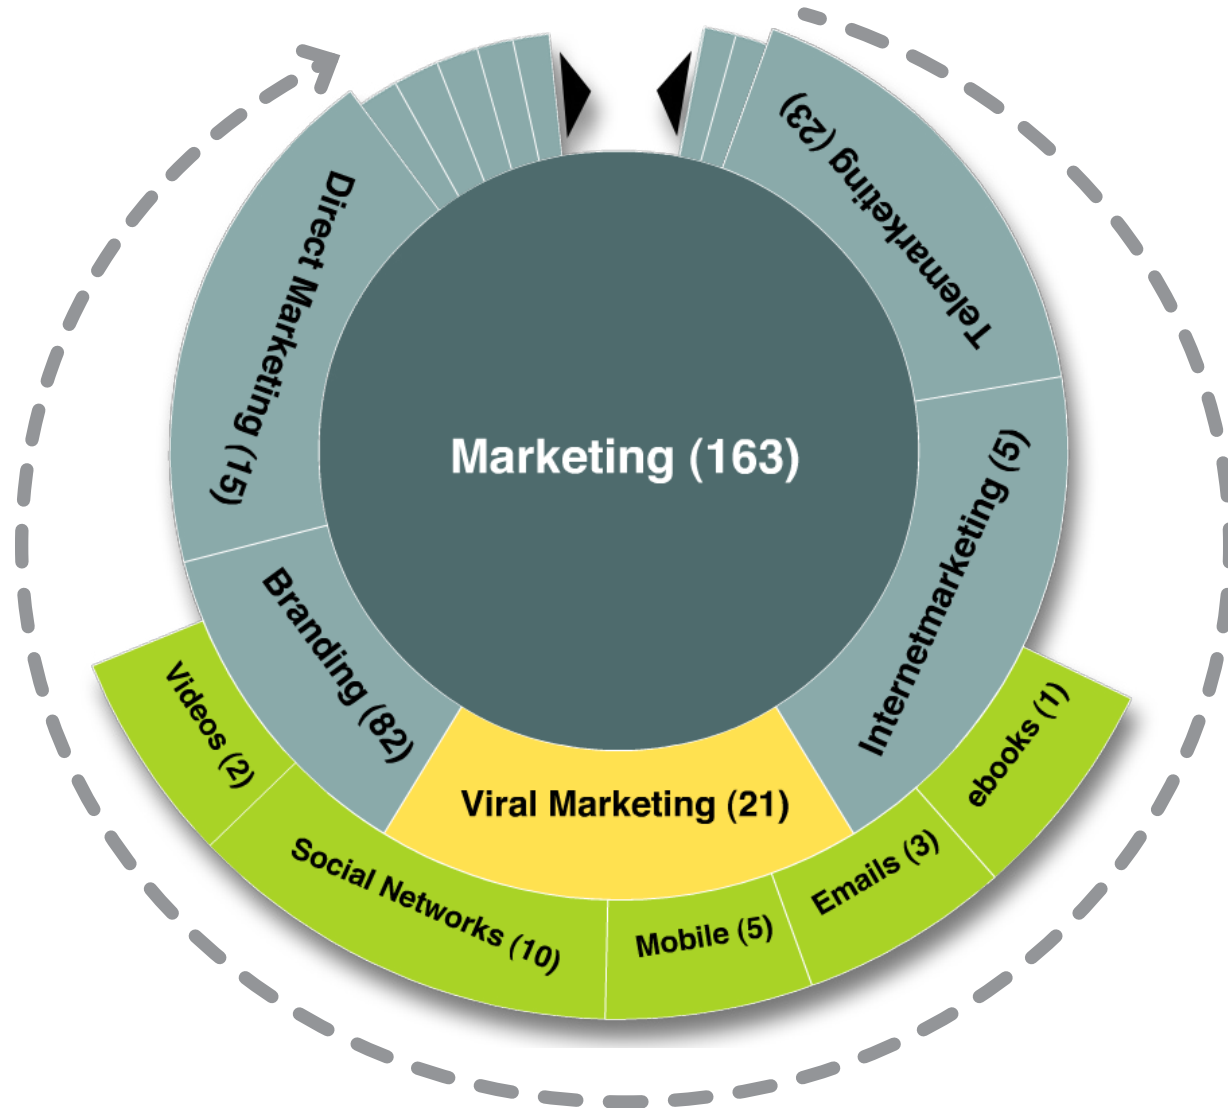 Marketing (163)
Telemarketing (23)
Internetmarketing (5)
Viral Marketing (21)
Branding (82)
Direct Marketing (15)
ebooks (1)
Emails (3)
Mobile (5)
Social Networks (10)
Videos (2)